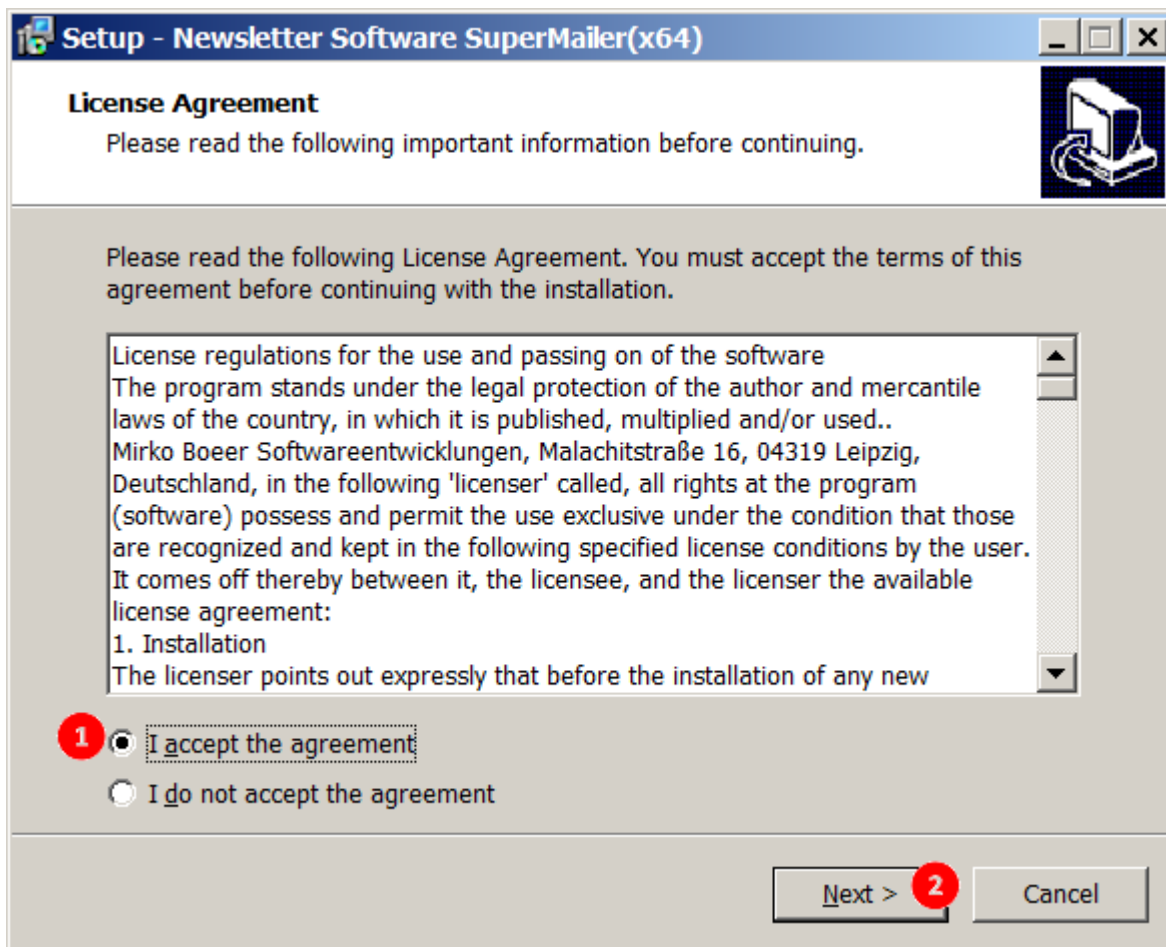 Setup - Newsletter Software SuperMailer(x64)
License Agreement
Please read the following important information before continuing.
Please read the following License Agreement. You must accept the terms of this
agreement before continuing with the installation.
License regulations for the use and passing on of the software
The program stands under the legal protection of the author and mercantile
laws of the country, in which it is published, multiplied and/or used..
Mirko Boeer Softwareentwicklungen, Malachitstraße 16, 04319 Leipzig,
Deutschland, in the following 'licenser' called, all rights at the program
(software) possess and permit the use exclusive under the condition that those
are recognized and kept in the following specified license conditions by the user.
It comes off thereby between it, the licensee, and the licenser the available
license agreement:
1. Installation
The licenser points out expressly that before the installation of any new
1 I accept the agreement
I do not accept the agreement
Next > 2 Cancel